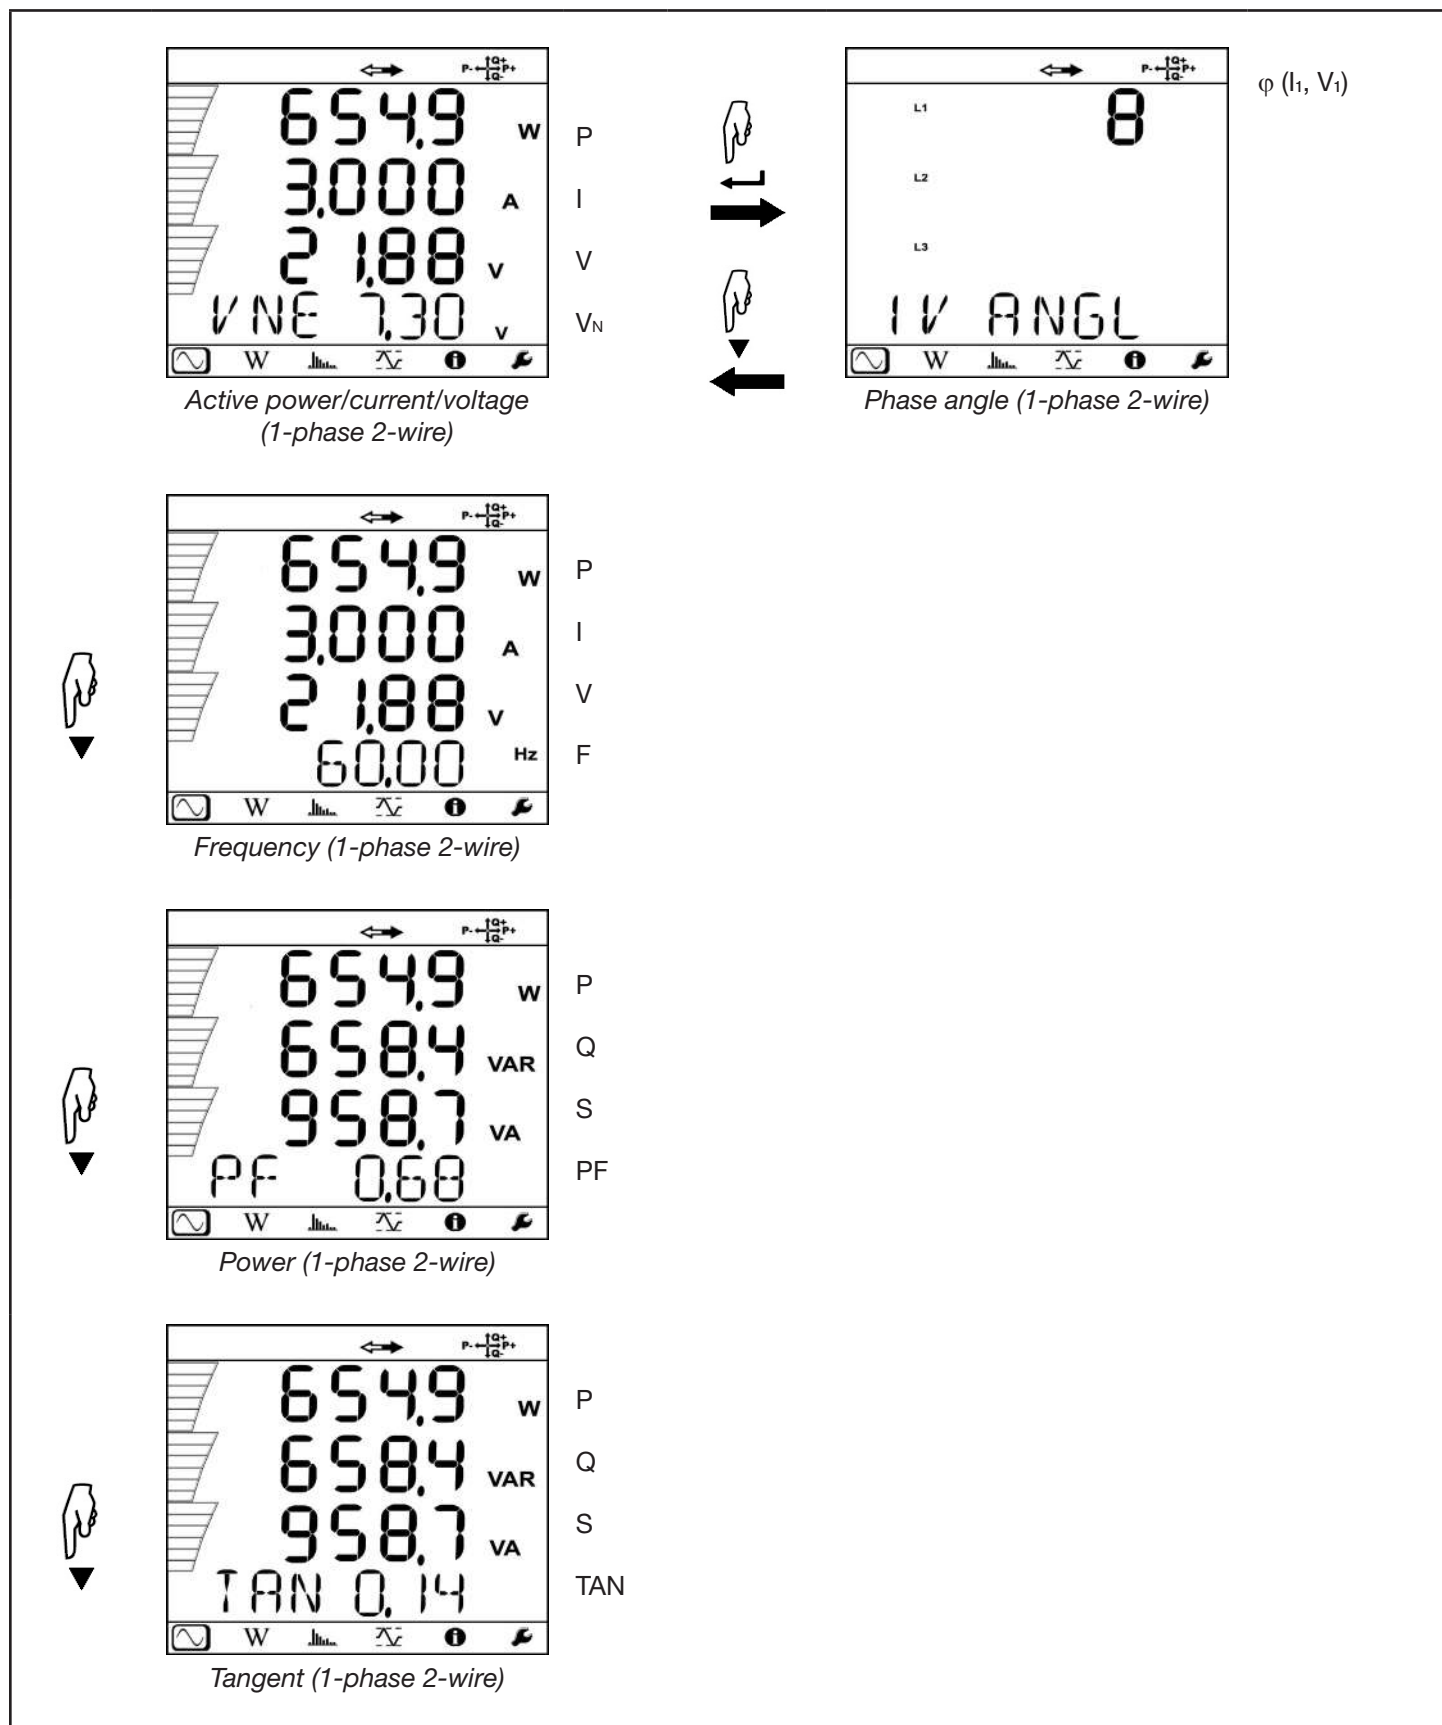 P- Q+ P+ Q-
654.9 W P
3.000 A I
21.88 V V
VNE 7.30 V VN
W
Active power/current/voltage
(1-phase 2-wire)
P- Q+ P+ Q-
L1 8 φ (I1, V1)
L2
L3
IV ANGL
W
Phase angle (1-phase 2-wire)
P- Q+ P+ Q-
654.9 W P
3.000 A I
21.88 V V
60.00 Hz F
W
Frequency (1-phase 2-wire)
P- Q+ P+ Q-
654.9 W P
658.4 VAR Q
958.7 VA S
PF 0.68 PF
W
Power (1-phase 2-wire)
P- Q+ P+ Q-
654.9 W P
658.4 VAR Q
958.7 VA S
TAN 0.14 TAN
W
Tangent (1-phase 2-wire)